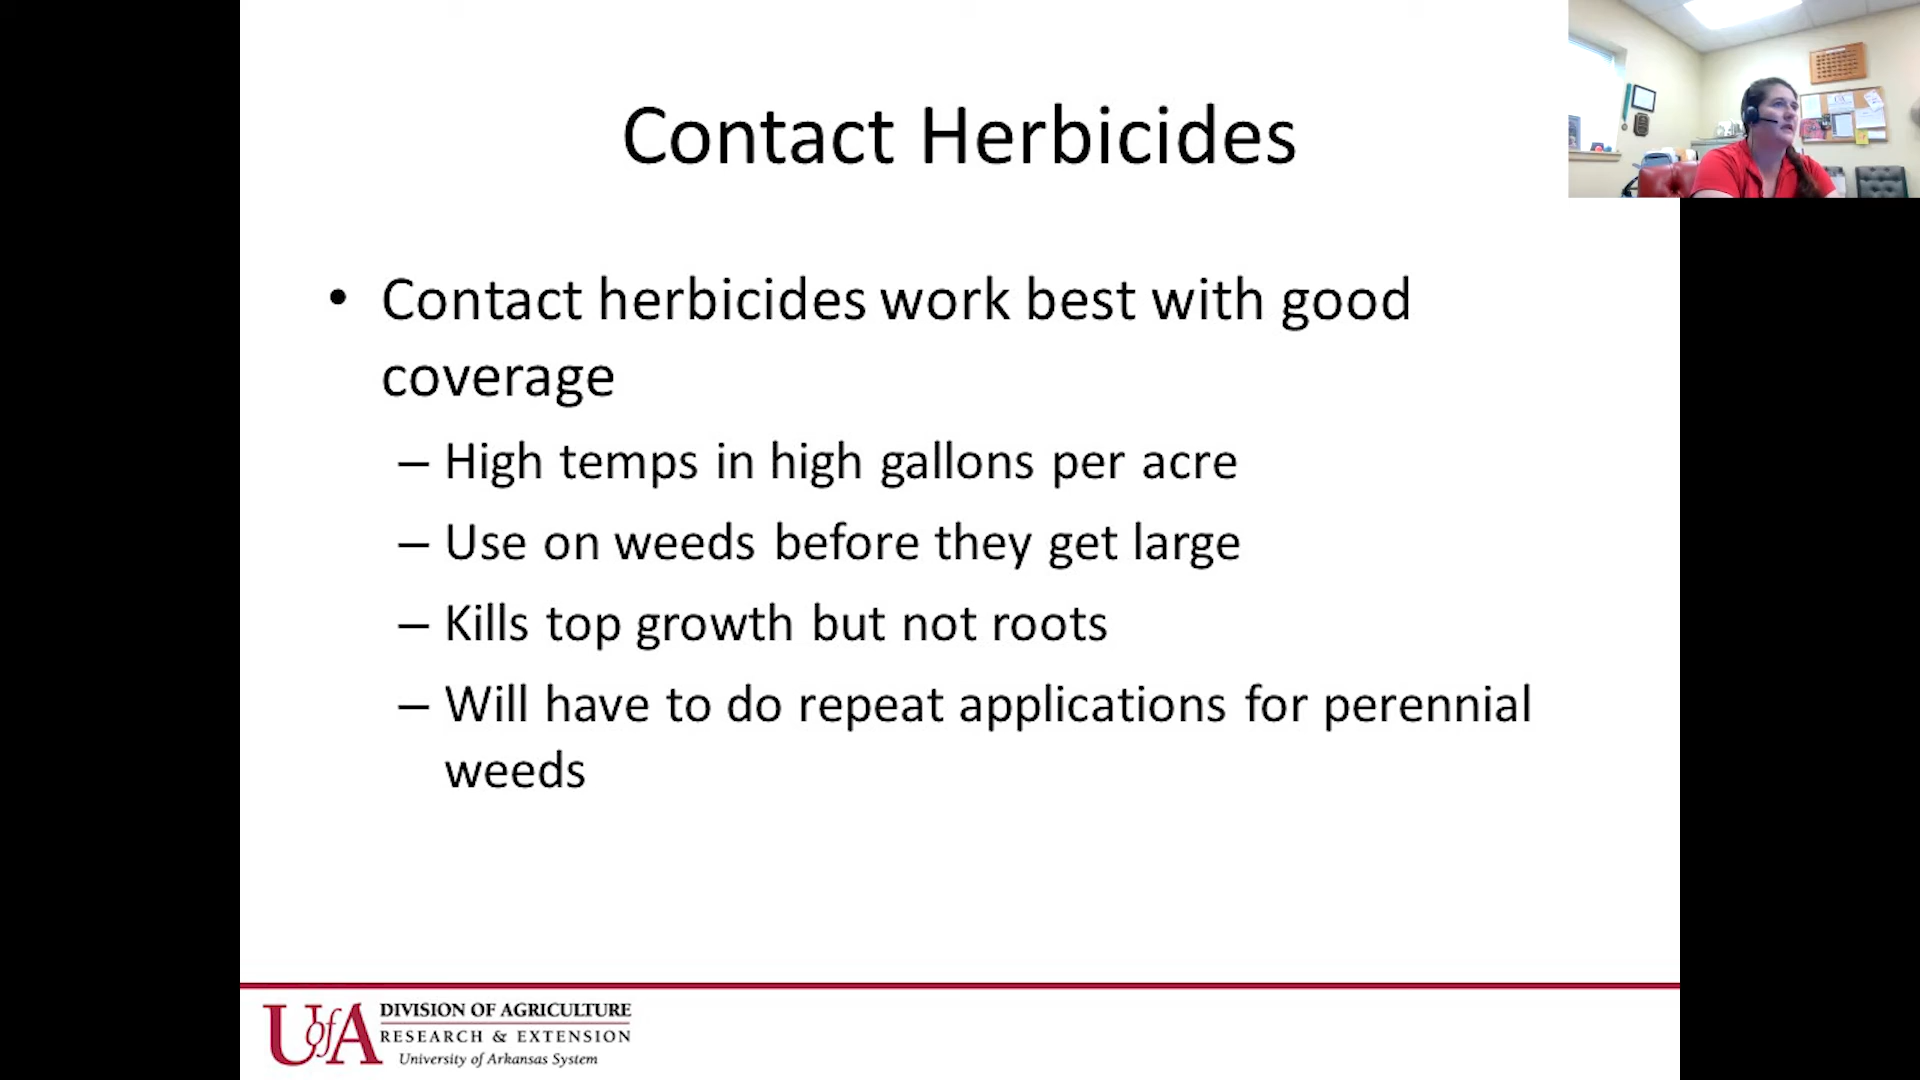 Contact Herbicides
• Contact herbicides work best with good
coverage
– High temps in high gallons per acre
– Use on weeds before they get large
– Kills top growth but not roots
– Will have to do repeat applications for perennial
weeds
UofA
DIVISION OF AGRICULTURE
RESEARCH & EXTENSION
University of Arkansas System